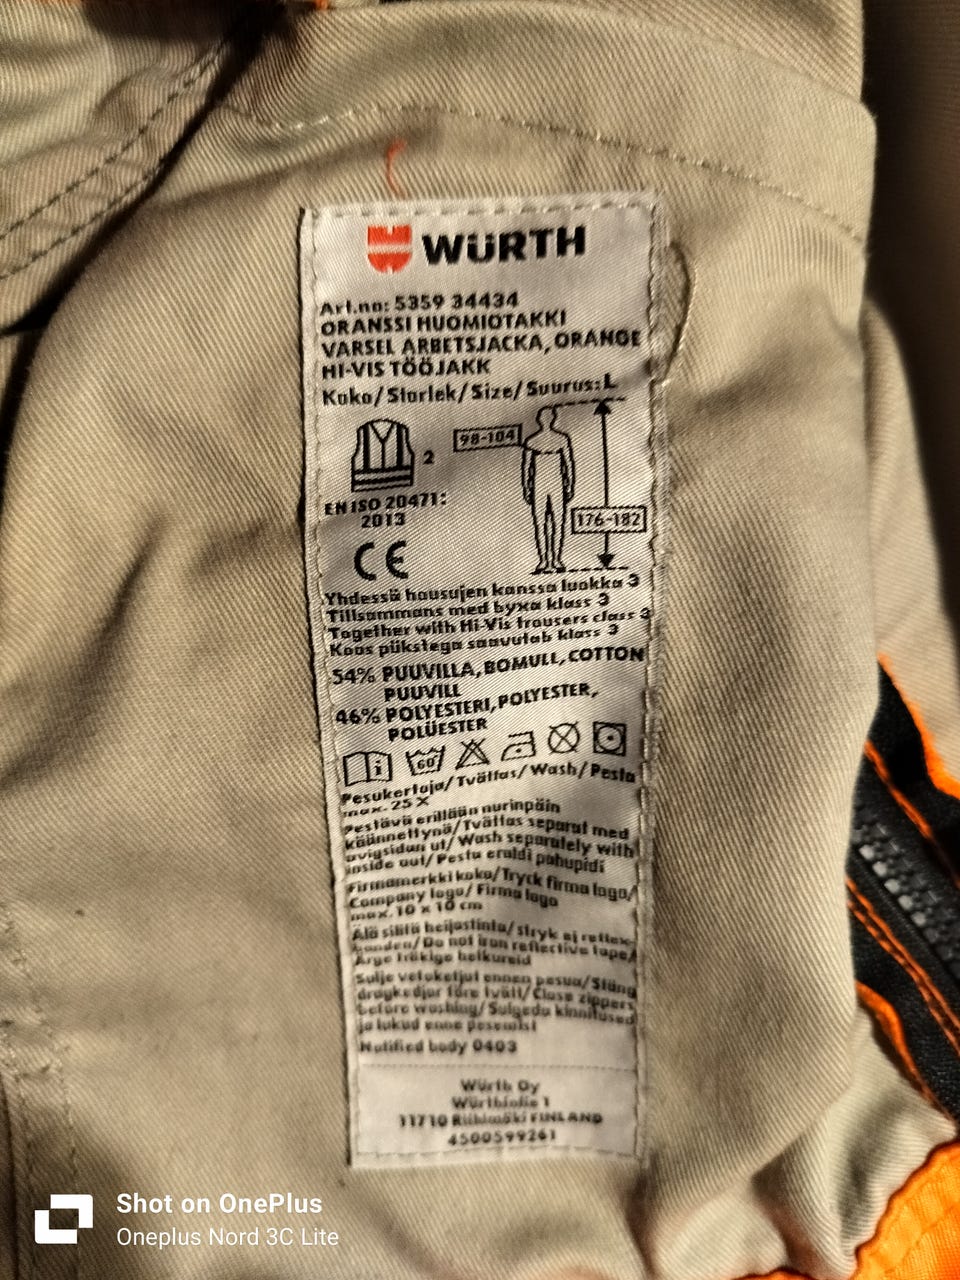 WÜRTH
Art.no: 5359 34434
ORANSSI HUOMIOTAKKI
VARSEL ARBETSJACKA, ORANGE
HI-VIS TÖÖJAKK
Koko/Storlek/Size/Suurus:L
98-104
2
EN ISO 20471:
2013
176-182
CE
Yhdessä housujen kanssa luokka 3
Tillsammans med byxa klass 3
Together with Hi-Vis trousers class 3
Koos pükstega saavutab klass 3
54% PUUVILLA, BOMULL, COTTON
PUUVILL
46% POLYESTERI, POLYESTER,
POLÜESTER
i 60
Pesukertoja/Tvättas/Wash/Pesta
max. 25 X
Pestävä erillään nurinpäin
käännettynä/Tvättas separat med
avigsidan ut/Wash separately with
inside out/Pestu eraldi pahupidi
Firmamerkki koko/Tryck firma logo/
Company logo/Firma logo
max. 10 x 10 cm
Älä silitä heijastinta/stryk ej reflex-
banden/Do not iron reflective tape/
Ärge triikige helkureid
Sulje vetoketjut ennen pesua/Stäng
dragkedjor före tvätt/Close zippers
before washing/Sulgeda kinnitused
ja lukud enne pesemist
Notified body 0403
Würth Oy
Würthintie 1
11710 Riihimäki FINLAND
4500599261
Shot on OnePlus
Oneplus Nord 3C Lite